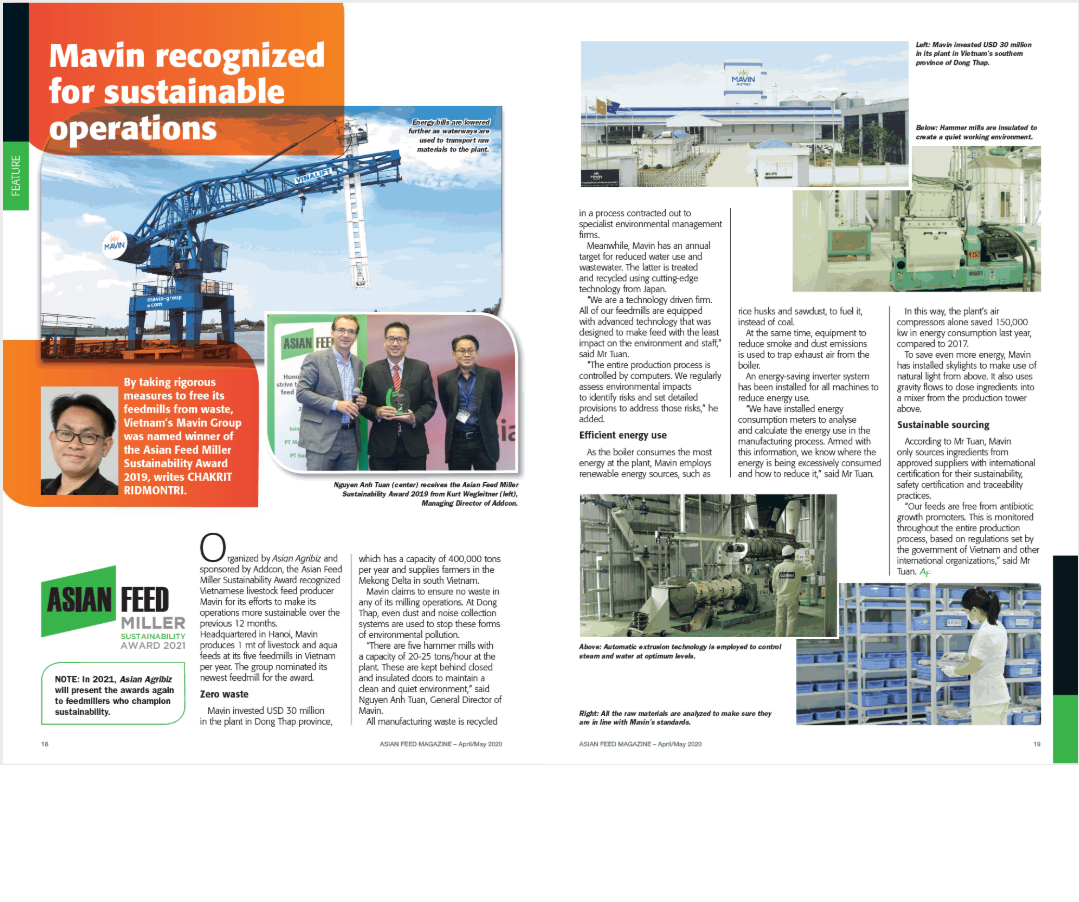 Mavin recognized
for sustainable
operations
Energy bills are lowered
further as waterways are
used to transport raw
materials to the plant.
FEATURE
VINALIFT
MAVIN
mavin-group
.com
By taking rigorous
measures to free its
feedmills from waste,
Vietnam's Mavin Group
was named winner of
the Asian Feed Miller
Sustainability Award
2019, writes CHAKRIT
RIDMONTRI.
ASIAN FEE
Nguyen Anh Tuan (center) receives the Asian Feed Miller
Sustainability Award 2019 from Kurt Wegleitner (left),
Managing Director of Addcon.
ASIAN FEED
MILLER
SUSTAINABILITY
AWARD 2021
NOTE: In 2021, Asian Agribiz
will present the awards again
to feedmillers who champion
sustainability.
Organized by Asian Agribiz and
sponsored by Addcon, the Asian Feed
Miller Sustainability Award recognized
Vietnamese livestock feed producer
Mavin for its efforts to make its
operations more sustainable over the
previous 12 months.
Headquartered in Hanoi, Mavin
produces 1 mt of livestock and aqua
feeds at its five feedmills in Vietnam
per year. The group nominated its
newest feedmill for the award.
Zero waste
Mavin invested USD 30 million
in the plant in Dong Thap province,
which has a capacity of 400,000 tons
per year and supplies farmers in the
Mekong Delta in south Vietnam.
Mavin claims to ensure no waste in
any of its milling operations. At Dong
Thap, even dust and noise collection
systems are used to stop these forms
of environmental pollution.
"There are five hammer mills with
a capacity of 20-25 tons/hour at the
plant. These are kept behind closed
and insulated doors to maintain a
clean and quiet environment," said
Nguyen Anh Tuan, General Director of
Mavin.
All manufacturing waste is recycled
18
ASIAN FEED MAGAZINE – April/May 2020
MAVIN
Left: Mavin invested USD 30 million
in its plant in Vietnam's southern
province of Dong Thap.
Below: Hammer mills are insulated to
create a quiet working environment.
in a process contracted out to
specialist environmental management
firms.
Meanwhile, Mavin has an annual
target for reduced water use and
wastewater. The latter is treated
and recycled using cutting-edge
technology from Japan.
"We are a technology driven firm.
All of our feedmills are equipped
with advanced technology that was
designed to make feed with the least
impact on the environment and staff,"
said Mr Tuan.
"The entire production process is
controlled by computers. We regularly
assess environmental impacts
to identify risks and set detailed
provisions to address those risks," he
added.
Efficient energy use
As the boiler consumes the most
energy at the plant, Mavin employs
renewable energy sources, such as
rice husks and sawdust, to fuel it,
instead of coal.
At the same time, equipment to
reduce smoke and dust emissions
is used to trap exhaust air from the
boiler.
An energy-saving inverter system
has been installed for all machines to
reduce energy use.
"We have installed energy
consumption meters to analyse
and calculate the energy use in the
manufacturing process. Armed with
this information, we know where the
energy is being excessively consumed
and how to reduce it," said Mr Tuan.
In this way, the plant's air
compressors alone saved 150,000
kw in energy consumption last year,
compared to 2017.
To save even more energy, Mavin
has installed skylights to make use of
natural light from above. It also uses
gravity flows to dose ingredients into
a mixer from the production tower
above.
Sustainable sourcing
According to Mr Tuan, Mavin
only sources ingredients from
approved suppliers with international
certification for their sustainability,
safety certification and traceability
practices.
"Our feeds are free from antibiotic
growth promoters. This is monitored
throughout the entire production
process, based on regulations set by
the government of Vietnam and other
international organizations," said Mr
Tuan. AF
Above: Automatic extrusion technology is employed to control
steam and water at optimum levels.
Right: All the raw materials are analyzed to make sure they
are in line with Mavin's standards.
ASIAN FEED MAGAZINE – April/May 2020
19